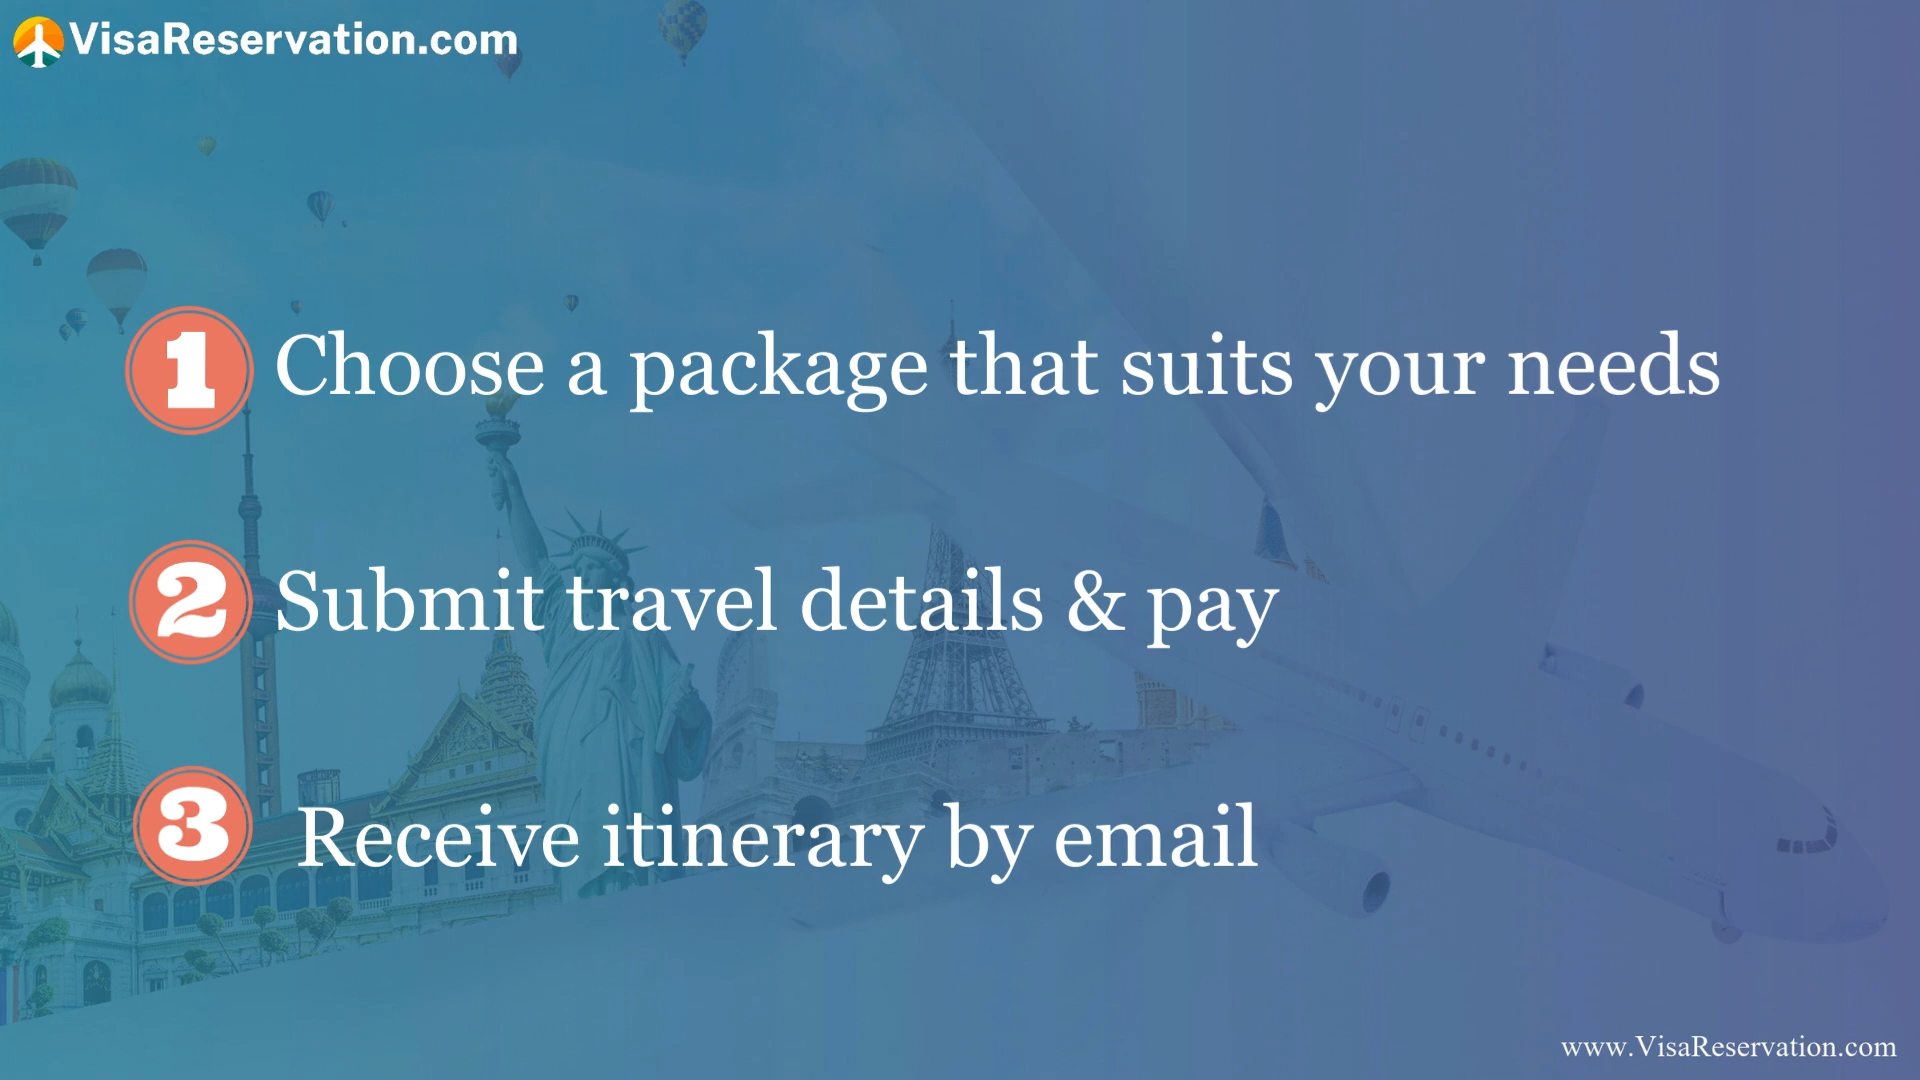 VisaReservation.com
1 Choose a package that suits your needs
2 Submit travel details & pay
3 Receive itinerary by email
www.VisaReservation.com